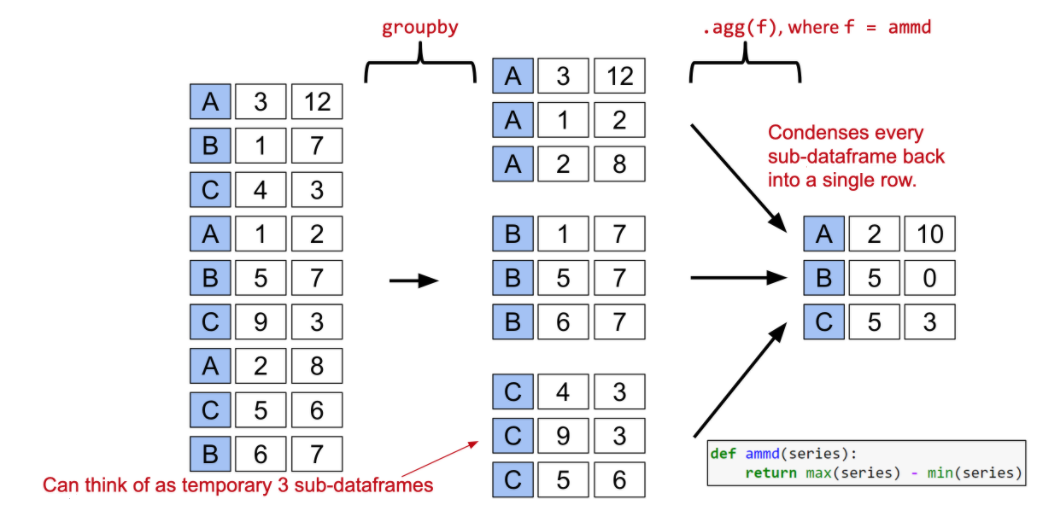 groupby
.agg(f), where f = ammd
A 3 12
B 1 7
C 4 3
A 1 2
B 5 7
C 9 3
A 2 8
C 5 6
B 6 7
A 3 12
A 1 2
A 2 8
B 1 7
B 5 7
B 6 7
C 4 3
C 9 3
C 5 6
Can think of as temporary 3 sub-dataframes
Condenses every
sub-dataframe back
into a single row.
A 2 10
B 5 0
C 5 3
def ammd(series):
    return max(series) - min(series)